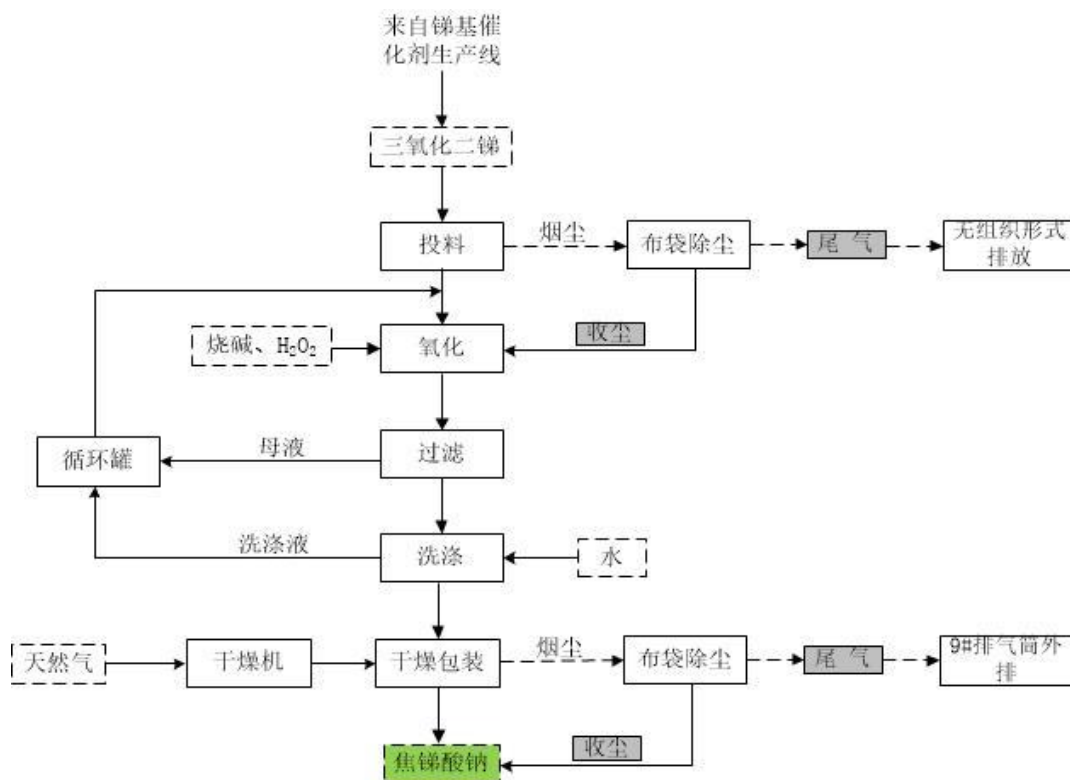 来自锑基催
化剂生产线
三氧化二锑
投料
烟尘
布袋除尘
尾 气
无组织形式
排放
收尘
烧碱、H₂O₂
氧化
循环罐
母液
过滤
洗涤液
洗涤
水
天然气
干燥机
干燥包装
烟尘
布袋除尘
尾 气
9#排气筒外
排
收尘
焦锑酸钠